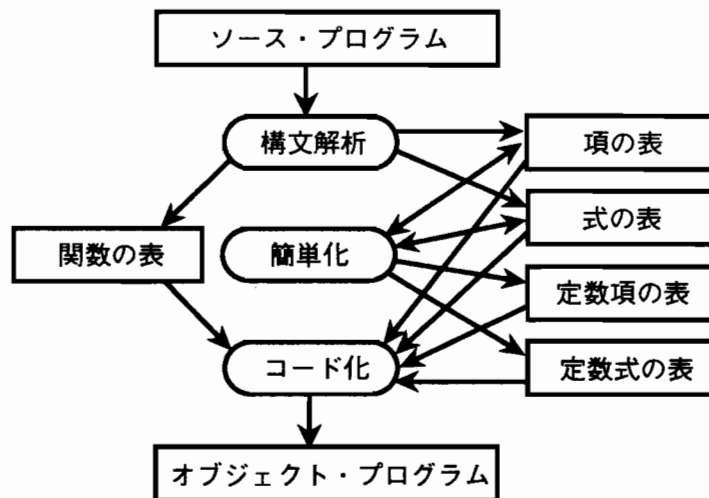 ソース・プログラム
構文解析
項の表
式の表
関数の表
簡単化
定数項の表
コード化
定数式の表
オブジェクト・プログラム